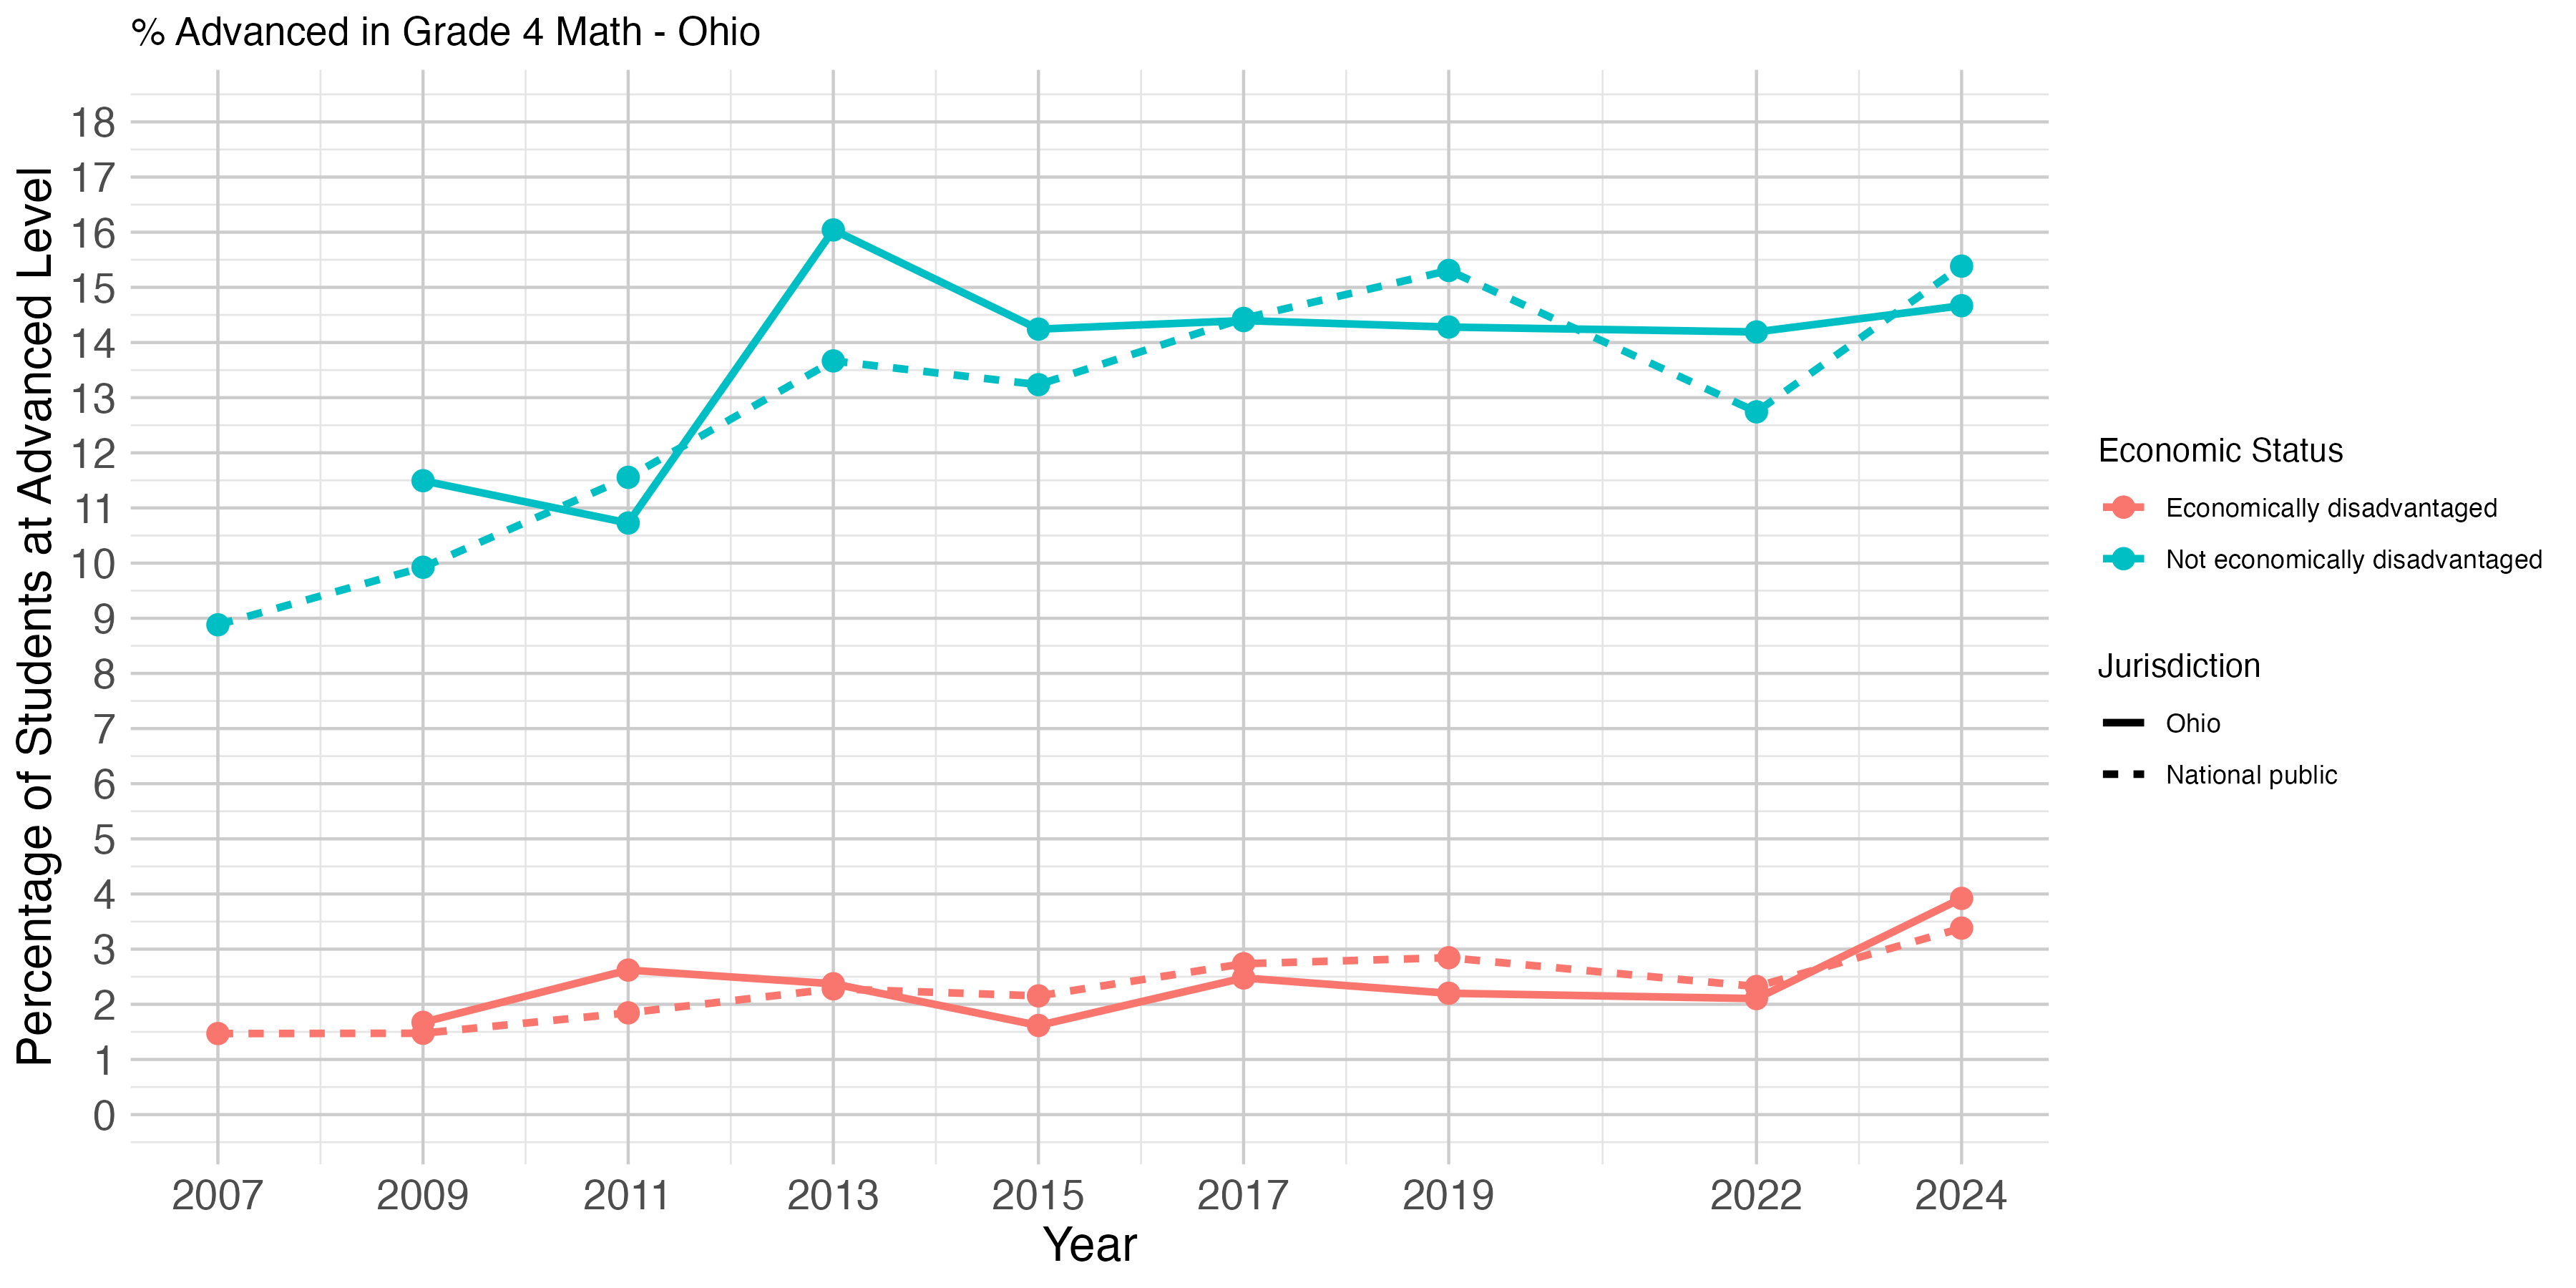 % Advanced in Grade 4 Math - Ohio
Percentage of Students at Advanced Level
18
17
16
15
14
13
12
11
10
9
8
7
6
5
4
3
2
1
0
2007 2009 2011 2013 2015 2017 2019 2022 2024
Year
Economic Status
Economically disadvantaged
Not economically disadvantaged
Jurisdiction
Ohio
National public